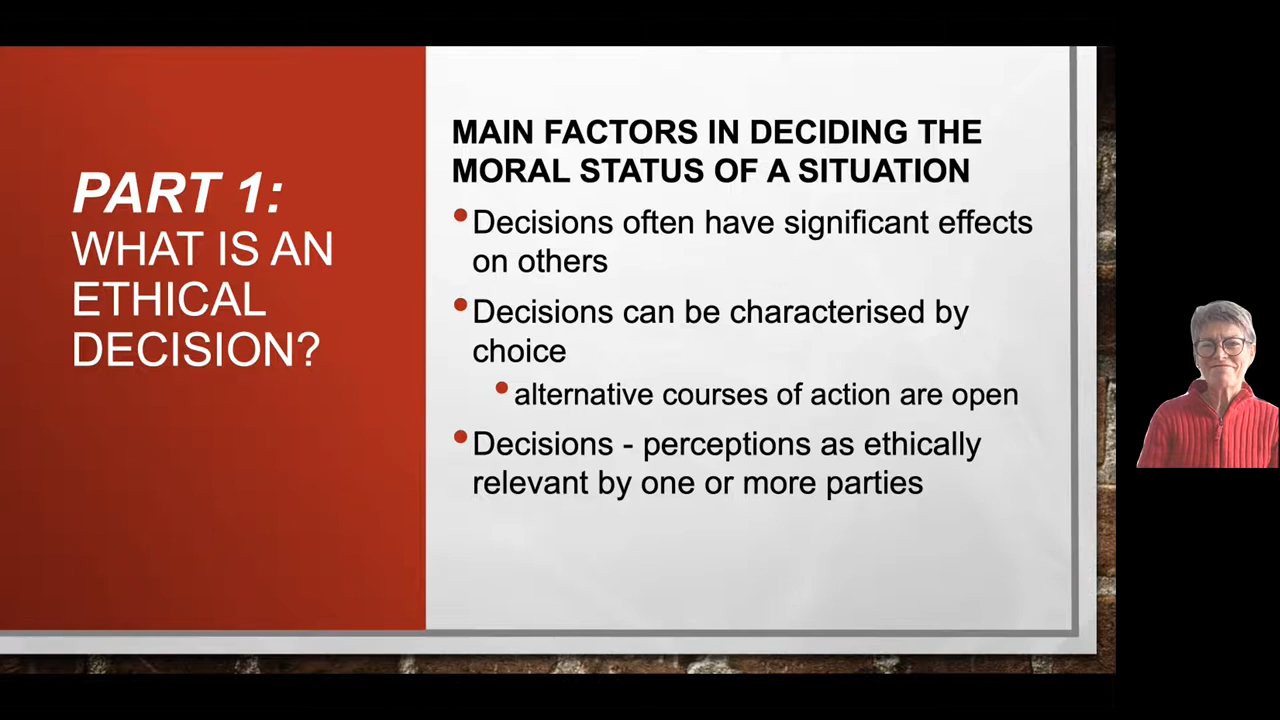 PART 1:
WHAT IS AN
ETHICAL
DECISION?
MAIN FACTORS IN DECIDING THE
MORAL STATUS OF A SITUATION
•Decisions often have significant effects
on others
•Decisions can be characterised by
choice
•alternative courses of action are open
•Decisions - perceptions as ethically
relevant by one or more parties